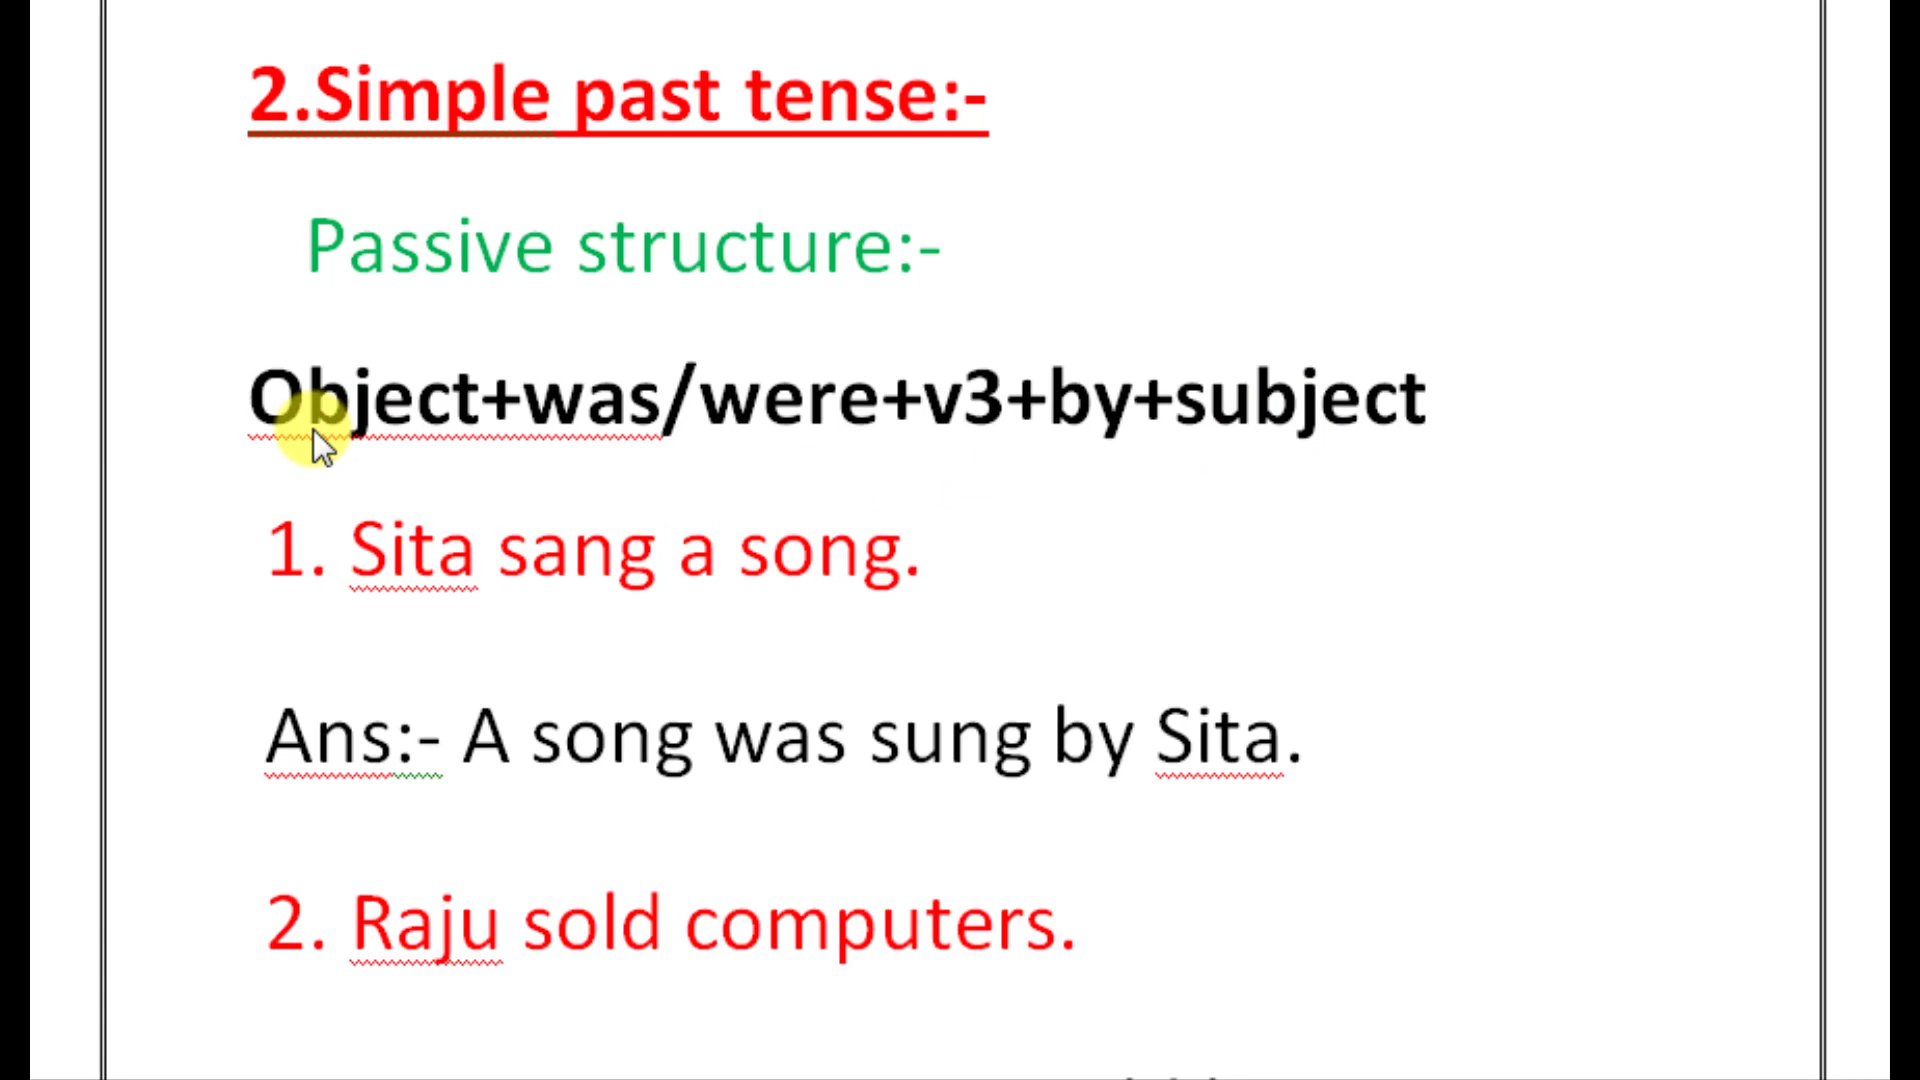 2.Simple past tense:-
Passive structure:-
Object+was/were+v3+by+subject
1. Sita sang a song.
Ans:- A song was sung by Sita.
2. Raju sold computers.